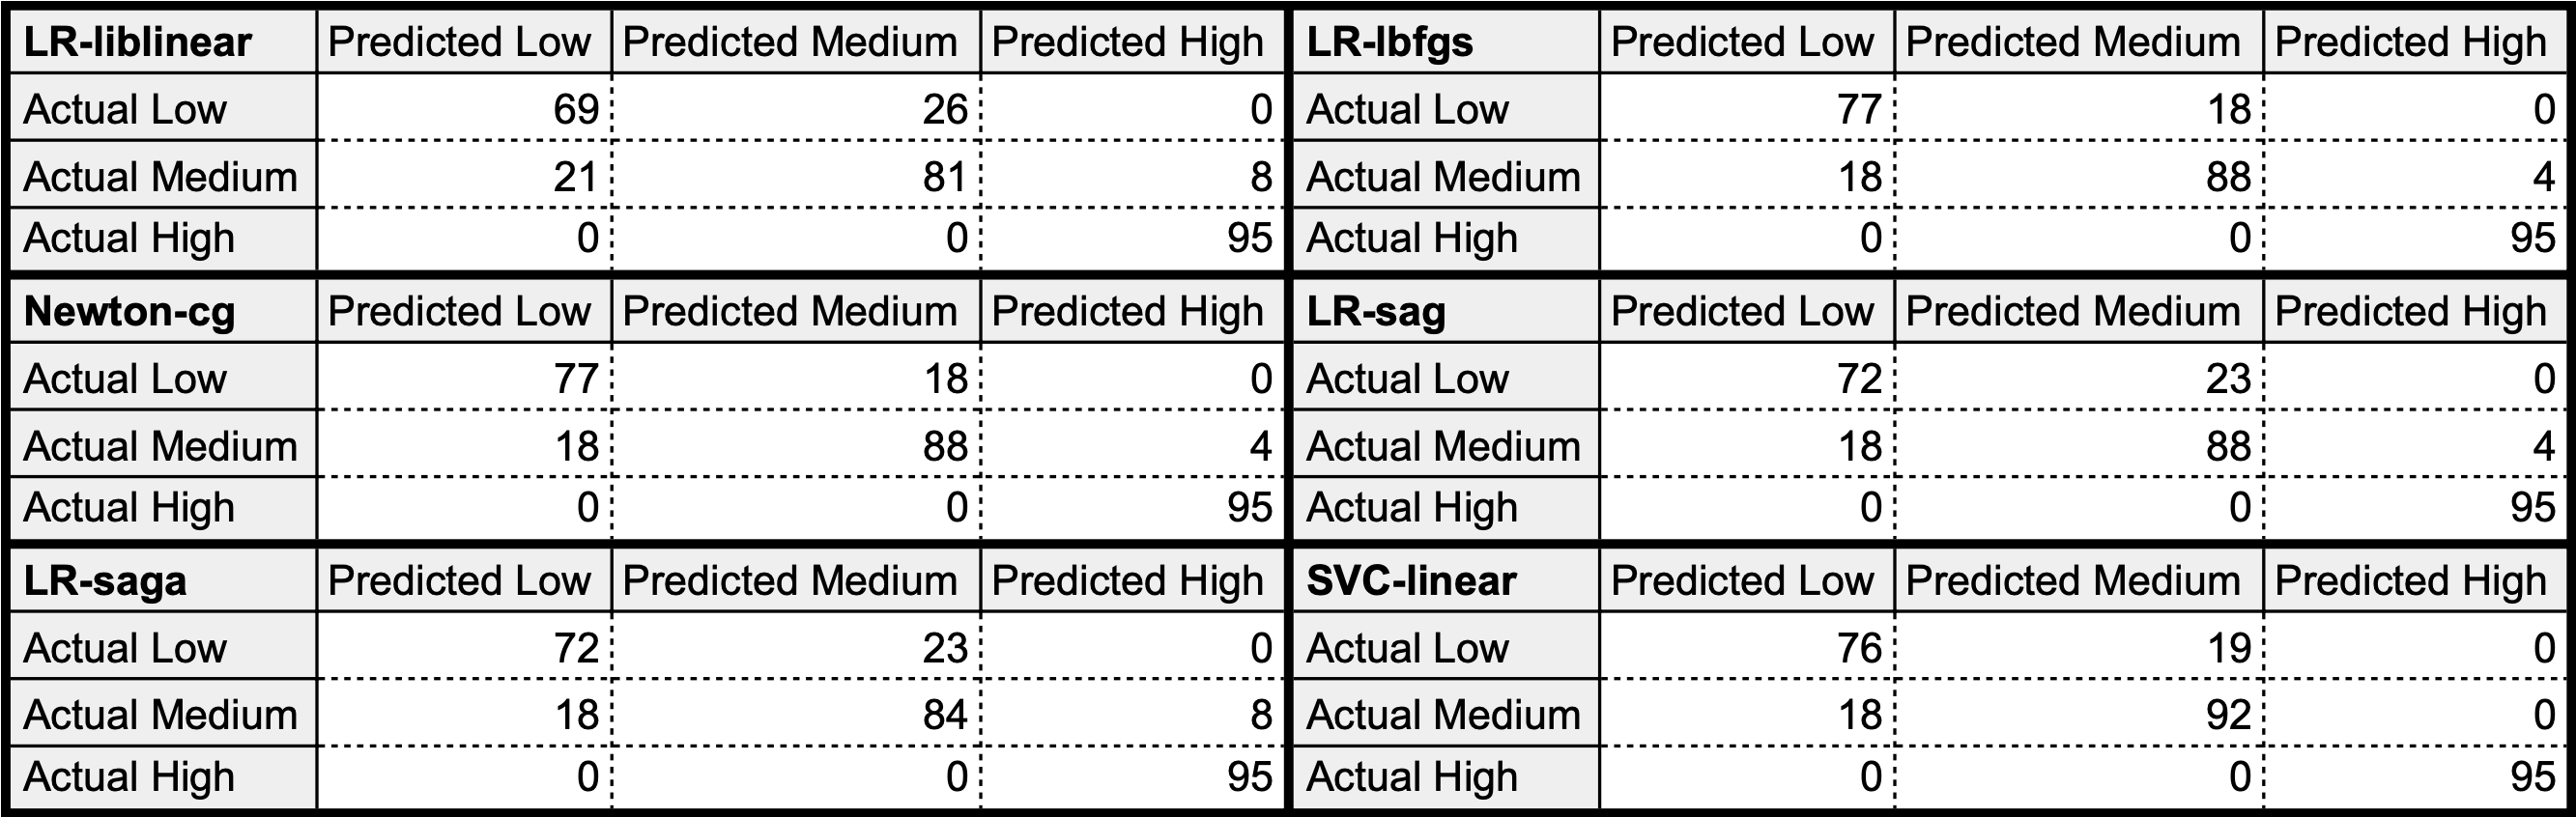 LR-liblinear Predicted Low Predicted Medium Predicted High LR-lbfgs Predicted Low Predicted Medium Predicted High
Actual Low 69 26 0 Actual Low 77 18 0
Actual Medium 21 81 8 Actual Medium 18 88 4
Actual High 0 0 95 Actual High 0 0 95
Newton-cg Predicted Low Predicted Medium Predicted High LR-sag Predicted Low Predicted Medium Predicted High
Actual Low 77 18 0 Actual Low 72 23 0
Actual Medium 18 88 4 Actual Medium 18 88 4
Actual High 0 0 95 Actual High 0 0 95
LR-saga Predicted Low Predicted Medium Predicted High SVC-linear Predicted Low Predicted Medium Predicted High
Actual Low 72 23 0 Actual Low 76 19 0
Actual Medium 18 84 8 Actual Medium 18 92 0
Actual High 0 0 95 Actual High 0 0 95